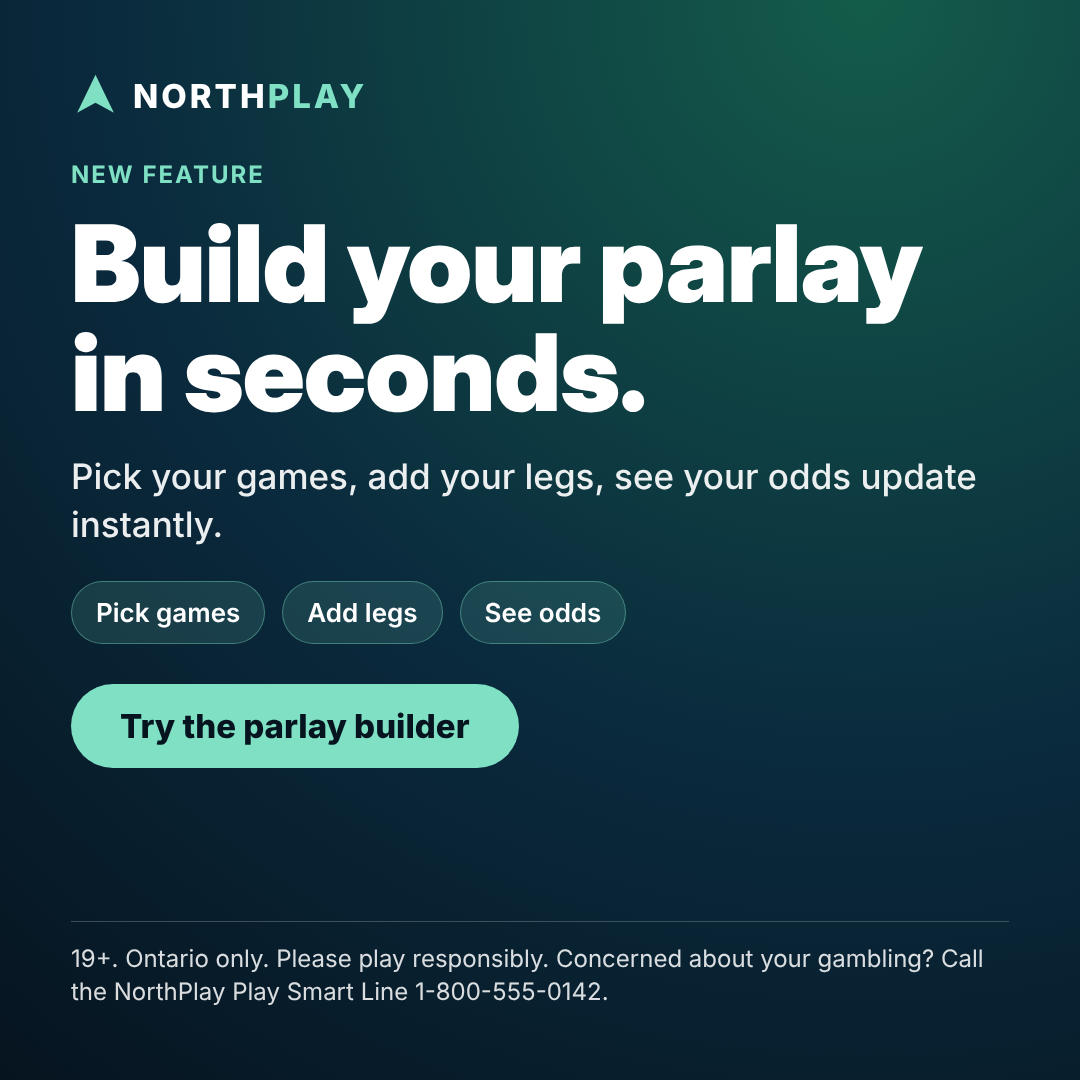 NORTHPLAY
NEW FEATURE
Build your parlay
in seconds.
Pick your games, add your legs, see your odds update
instantly.
Pick games Add legs See odds
Try the parlay builder
19+. Ontario only. Please play responsibly. Concerned about your gambling? Call
the NorthPlay Play Smart Line 1-800-555-0142.